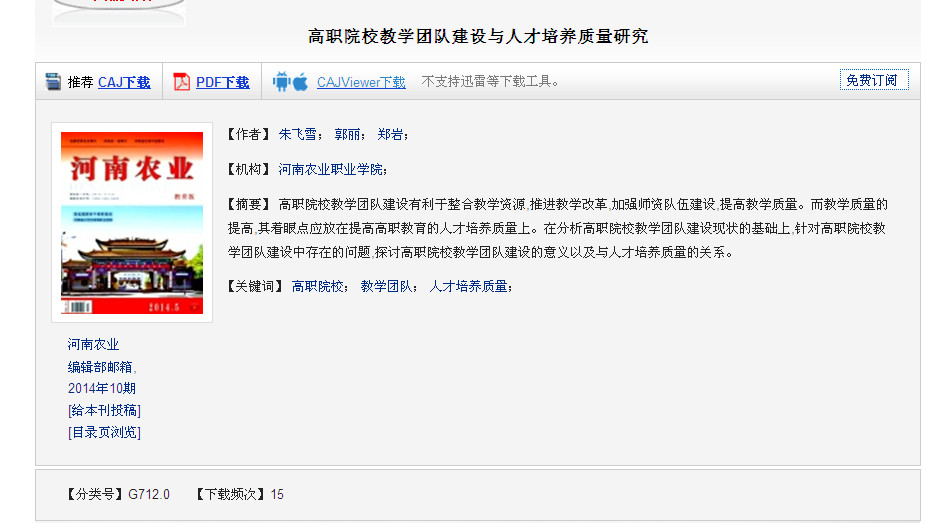 高职院校教学团队建设与人才培养质量研究
推荐 CAJ下载 PDF下载 CAJViewer下载 不支持迅雷等下载工具。 免费订阅
【作者】 朱飞雪； 郭丽； 郑岩；
【机构】 河南农业职业学院；
【摘要】 高职院校教学团队建设有利于整合教学资源,推进教学改革,加强师资队伍建设,提高教学质量。而教学质量的
提高,其着眼点应放在提高高职教育的人才培养质量上。在分析高职院校教学团队建设现状的基础上,针对高职院校教
学团队建设中存在的问题,探讨高职院校教学团队建设的意义以及与人才培养质量的关系。
【关键词】 高职院校； 教学团队； 人才培养质量；
河南农业
教育版
2014.5
河南农业
编辑部邮箱,
2014年10期
[给本刊投稿]
[目录页浏览]
【分类号】G712.0 【下载频次】15